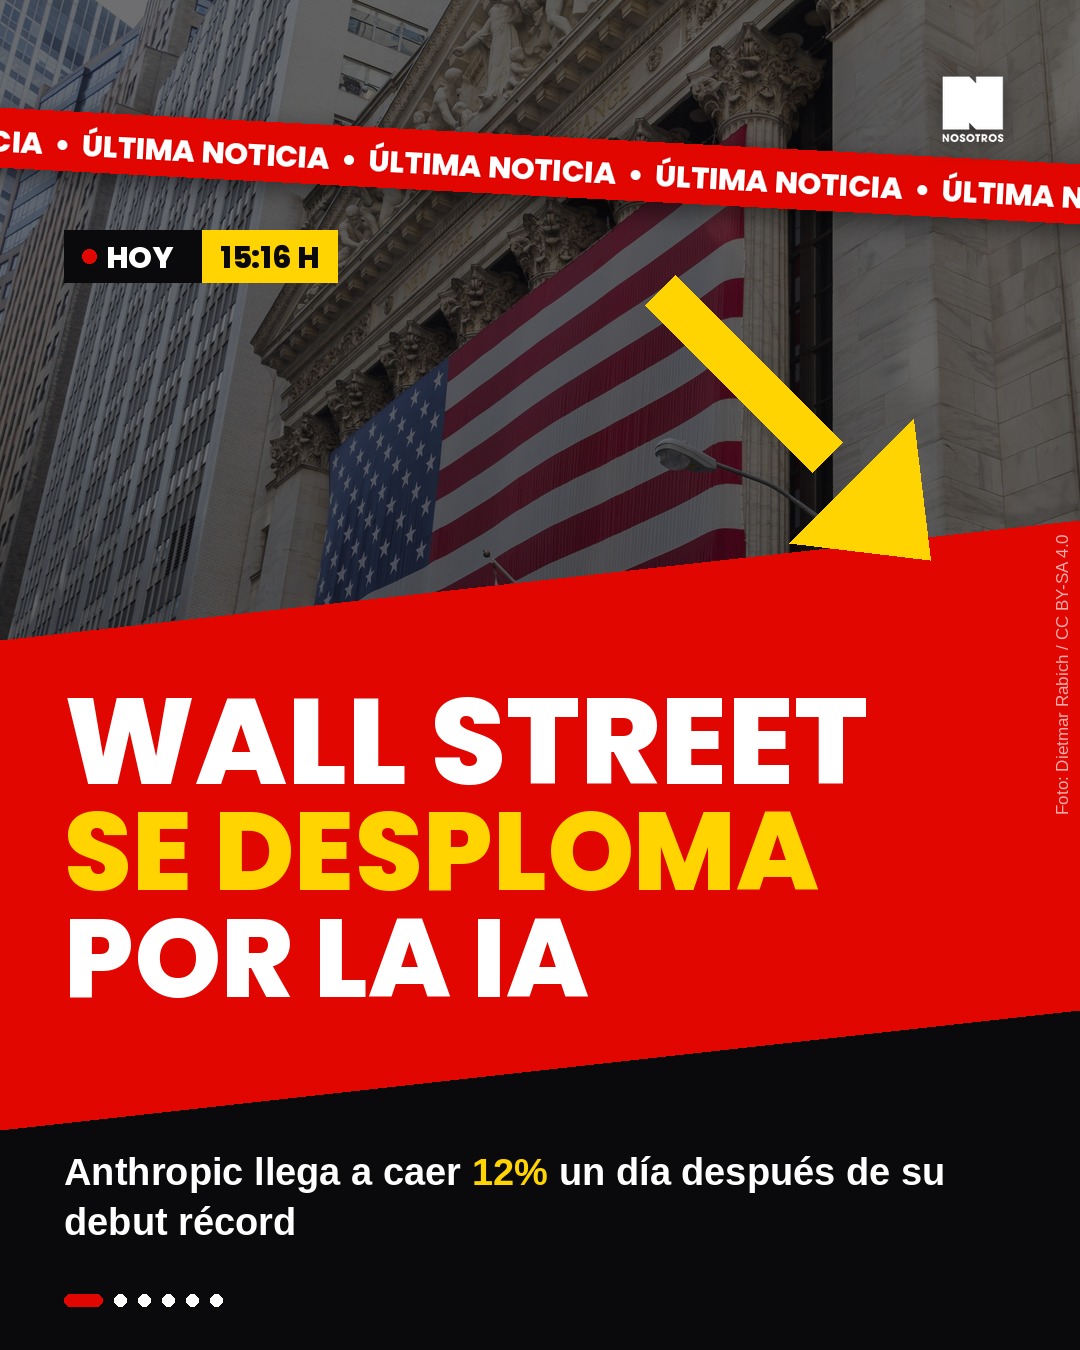 CIA • ÚLTIMA NOTICIA • ÚLTIMA NOTICIA • ÚLTIMA NOTICIA • ÚLTIMA N
NOSOTROS
HOY 15:16 H
WALL STREET
SE DESPLOMA
POR LA IA
Foto: Dietmar Rabich / CC BY-SA 4.0
Anthropic llega a caer 12% un día después de su
debut récord